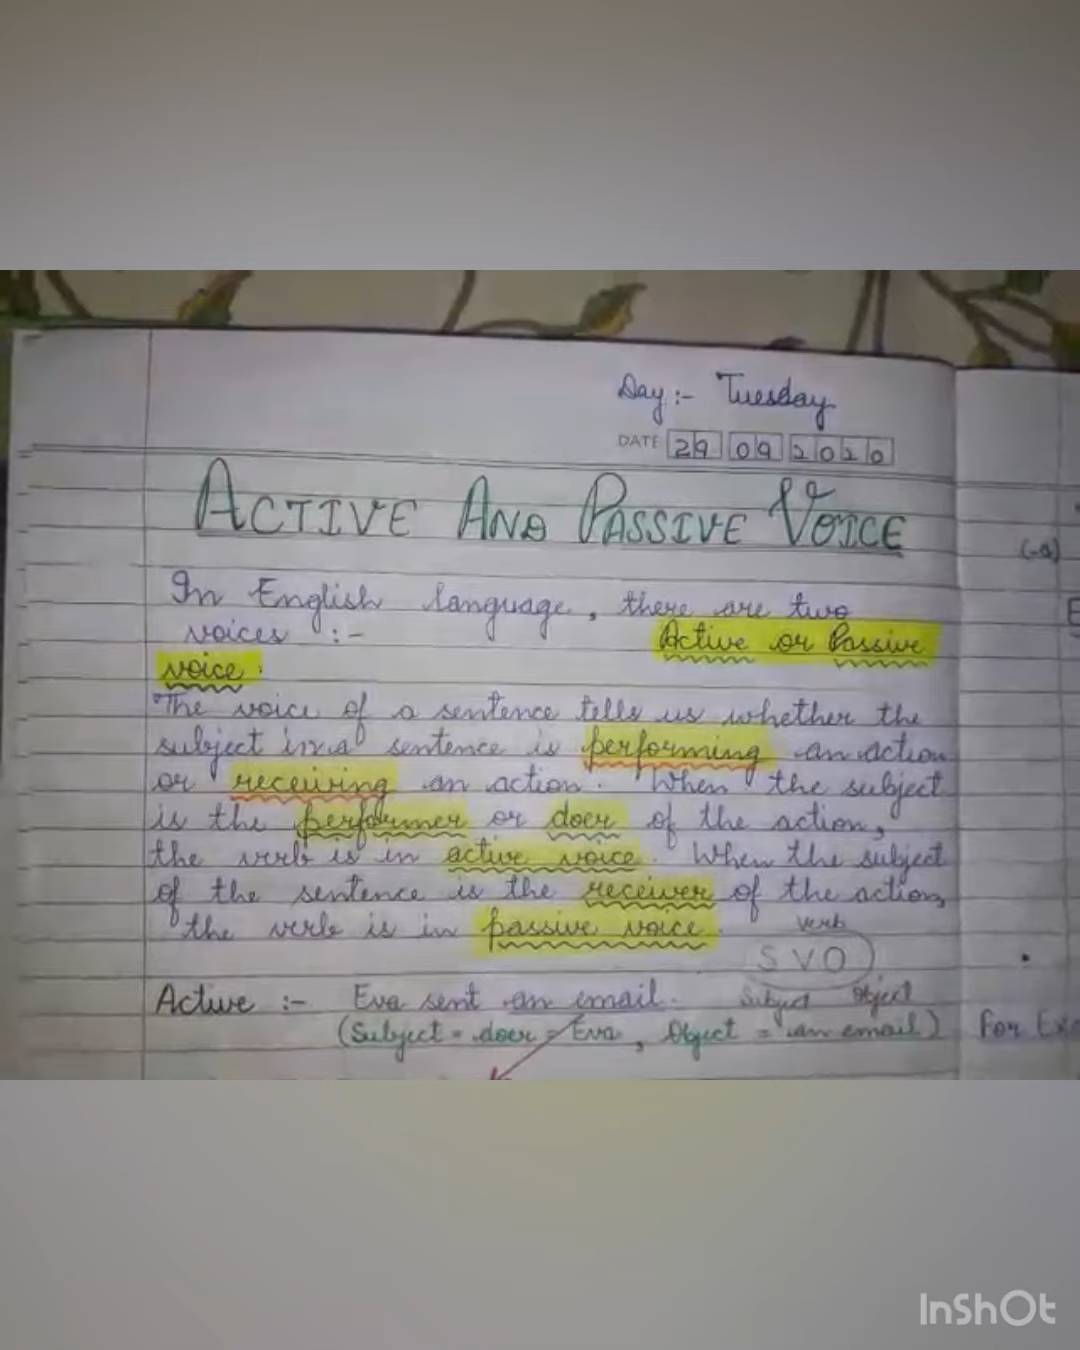 Day :- Tuesday
DATE 29 09 2020
ACTIVE AND PASSIVE VOICE
In English language, there are two
voices :- Active or Passive
voice.
The voice of a sentence tells us whether the
subject in a sentence is performing an action
or receiving an action. When the subject
is the performer or doer of the action,
the verb is in active voice. When the subject
of the sentence is the receiver of the action,
the verb is in passive voice.
verb
SVO
Subject Object
Active :- Eva sent an email.
(Subject = doer = Eva, Object = an email)
For
InShOt